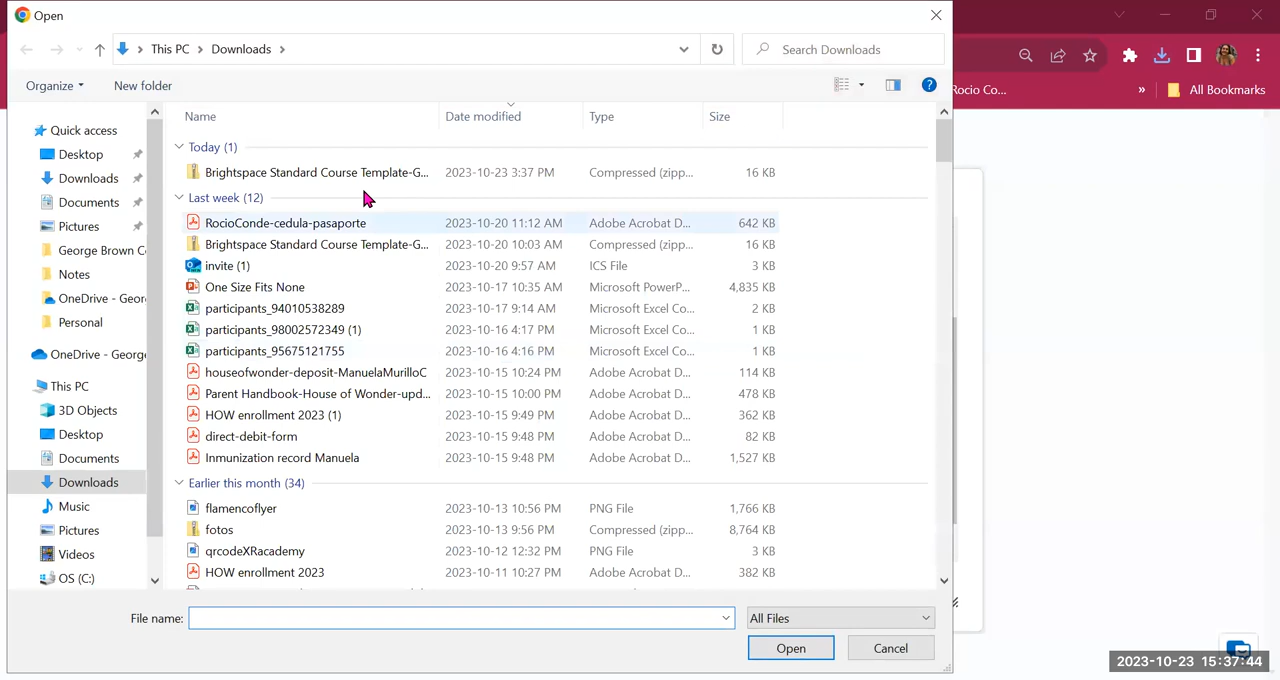 Open
This PC > Downloads >
Search Downloads
Organize
New folder
Name
Date modified
Type
Size
Quick access
Desktop
Downloads
Documents
Pictures
George Brown C
Notes
OneDrive - Geor
Personal
OneDrive - George
This PC
3D Objects
Desktop
Documents
Downloads
Music
Pictures
Videos
OS (C:)
Today (1)
Brightspace Standard Course Template-G... 2023-10-23 3:37 PM Compressed (zipp... 16 KB
Last week (12)
RocioConde-cedula-pasaporte 2023-10-20 11:12 AM Adobe Acrobat D... 642 KB
Brightspace Standard Course Template-G... 2023-10-20 10:03 AM Compressed (zipp... 16 KB
invite (1) 2023-10-20 9:57 AM ICS File 3 KB
One Size Fits None 2023-10-17 10:35 AM Microsoft PowerP... 4,835 KB
participants_94010538289 2023-10-17 9:14 AM Microsoft Excel Co... 2 KB
participants_98002572349 (1) 2023-10-16 4:17 PM Microsoft Excel Co... 1 KB
participants_95675121755 2023-10-16 4:16 PM Microsoft Excel Co... 1 KB
houseofwonder-deposit-ManuelaMurilloC 2023-10-15 10:24 PM Adobe Acrobat D... 114 KB
Parent Handbook-House of Wonder-upd... 2023-10-15 10:00 PM Adobe Acrobat D... 478 KB
HOW enrollment 2023 (1) 2023-10-15 9:49 PM Adobe Acrobat D... 362 KB
direct-debit-form 2023-10-15 9:48 PM Adobe Acrobat D... 82 KB
Inmunization record Manuela 2023-10-15 9:48 PM Adobe Acrobat D... 1,527 KB
Earlier this month (34)
flamencoflyer 2023-10-13 10:56 PM PNG File 1,766 KB
fotos 2023-10-13 9:56 PM Compressed (zipp... 8,764 KB
qrcodeXRacademy 2023-10-12 12:32 PM PNG File 3 KB
HOW enrollment 2023 2023-10-11 10:27 PM Adobe Acrobat D... 382 KB
File name:
All Files
Open
Cancel
Rocio Co...
»
All Bookmarks
2023-10-23 15:37:44